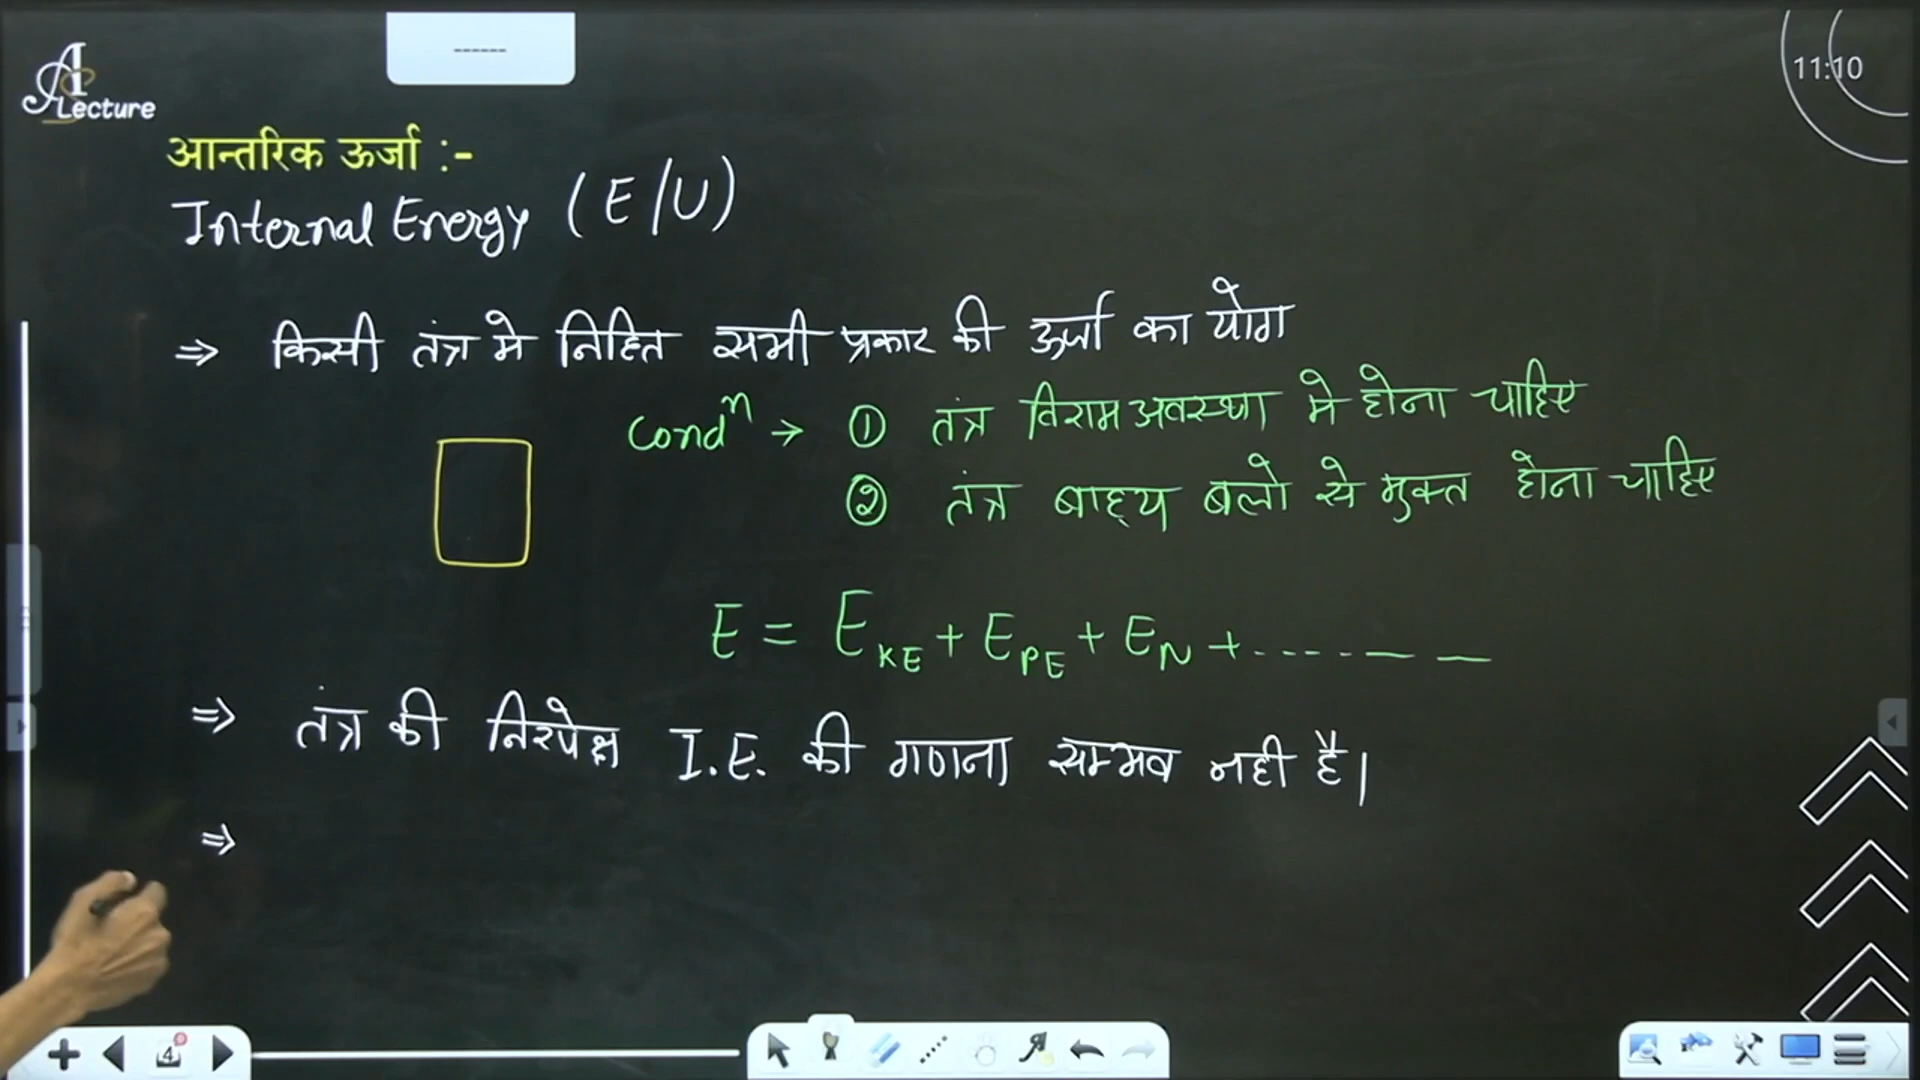 A Lecture
------
11:10
आन्तरिक ऊर्जा :-
Internal Energy (E/U)
⇒ किसी तंत्र मे निहित सभी प्रकार की ऊर्जा का योग
Condⁿ → ① तंत्र विराम अवस्था मे होना चाहिए
② तंत्र बाह्य बलो से मुक्त होना चाहिए
E = E_KE + E_PE + E_N + ------
⇒ तंत्र की निरपेक्ष I.E. की गणना सम्भव नही है।
⇒
4